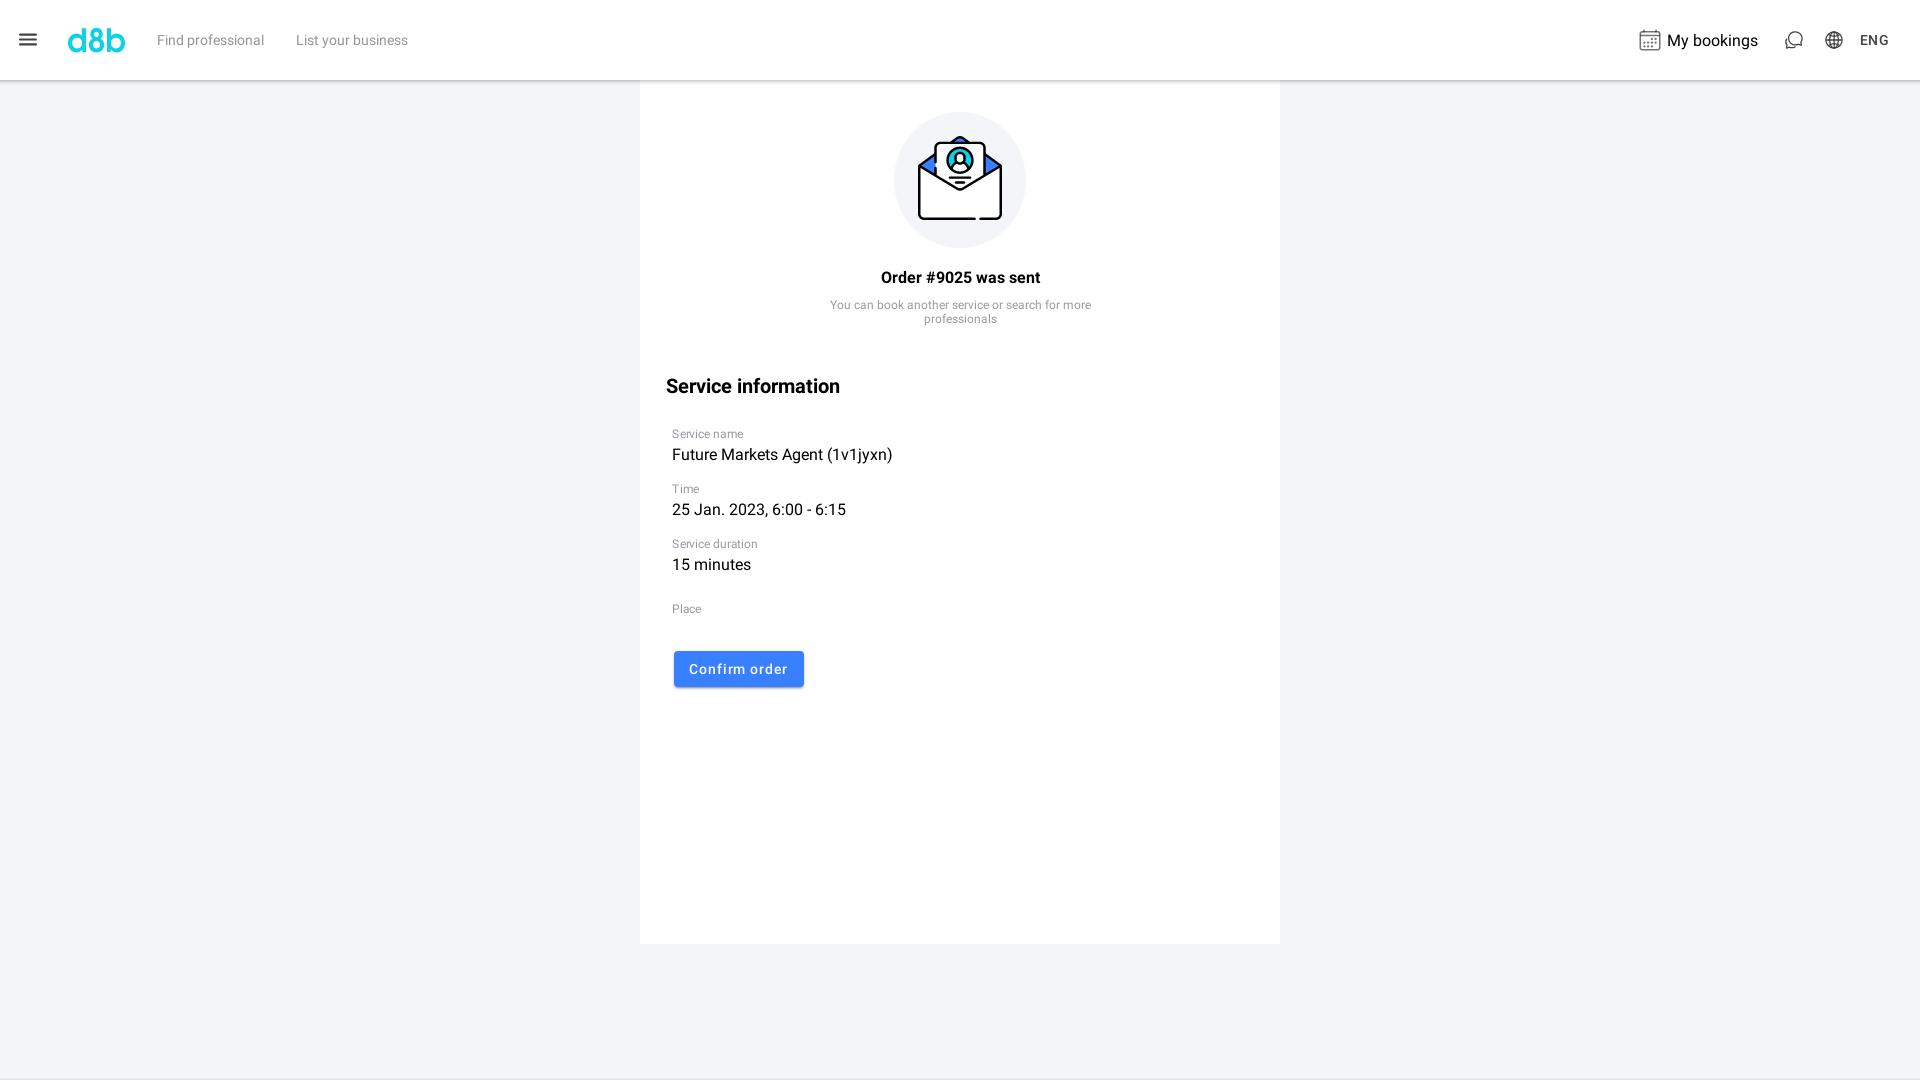 d8b
Find professional
List your business
My bookings
ENG
Order #9025 was sent
You can book another service or search for more
professionals
Service information
Service name
Future Markets Agent (1v1jyxn)
Time
25 Jan. 2023, 6:00 - 6:15
Service duration
15 minutes
Place
Confirm order